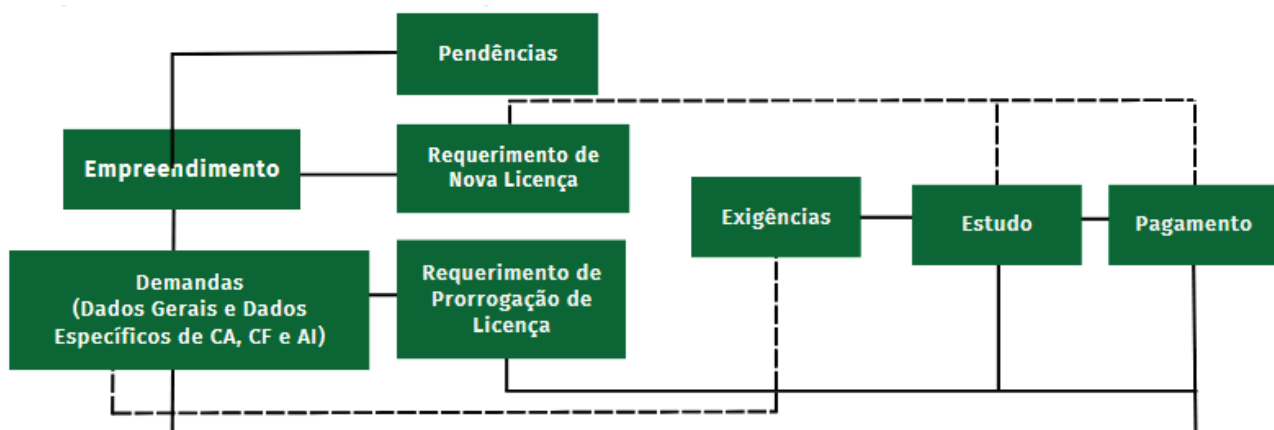 Pendências
Empreendimento
Requerimento de
Nova Licença
Exigências
Estudo
Pagamento
Demandas
(Dados Gerais e Dados
Específicos de CA, CF e AI)
Requerimento de
Prorrogação de
Licença